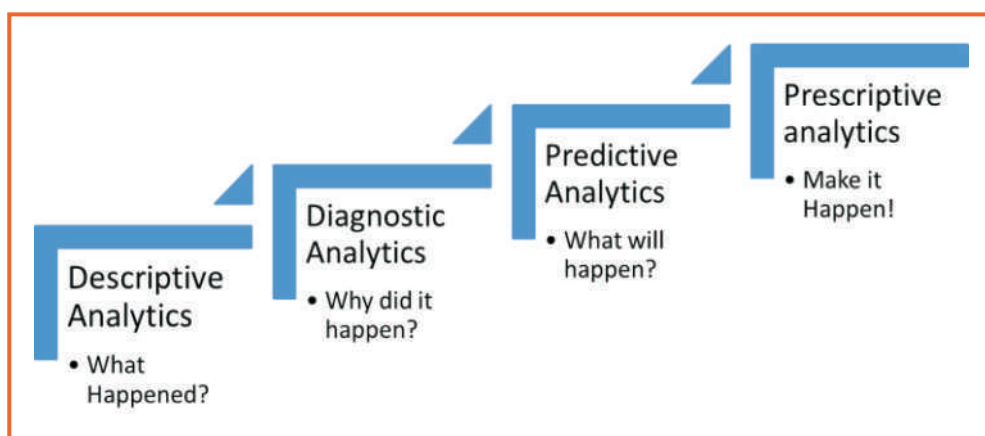 Descriptive
Analytics
• What
Happened?
Diagnostic
Analytics
• Why did it
happen?
Predictive
Analytics
• What will
happen?
Prescriptive
analytics
• Make it
Happen!